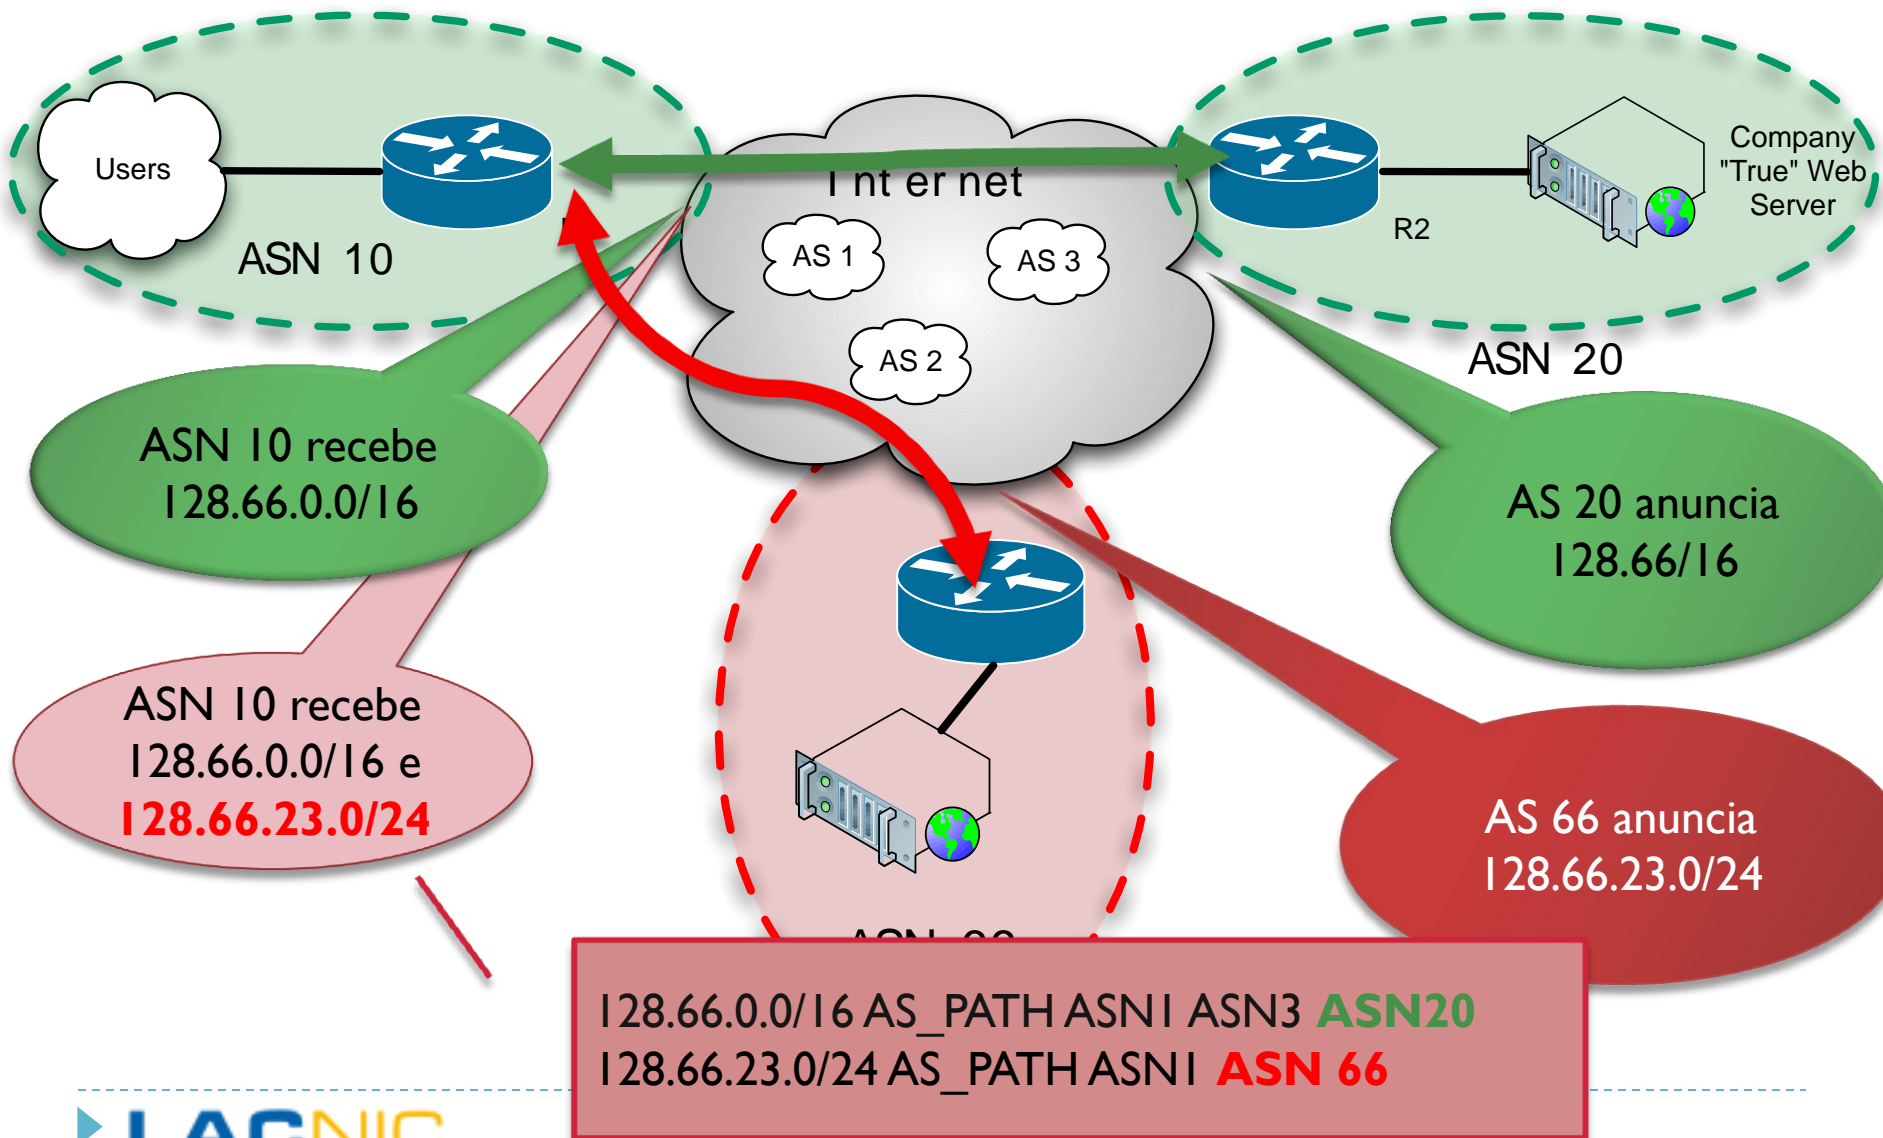 Users
ASN 10
Internet
AS 1
AS 3
AS 2
R2
Company
"True" Web
Server
ASN 20
ASN 10 recebe
128.66.0.0/16
AS 20 anuncia
128.66/16
ASN 10 recebe
128.66.0.0/16 e
128.66.23.0/24
AS 66 anuncia
128.66.23.0/24
128.66.0.0/16 AS_PATH ASN1 ASN3 ASN20
128.66.23.0/24 AS_PATH ASN1 ASN 66
LACNIC